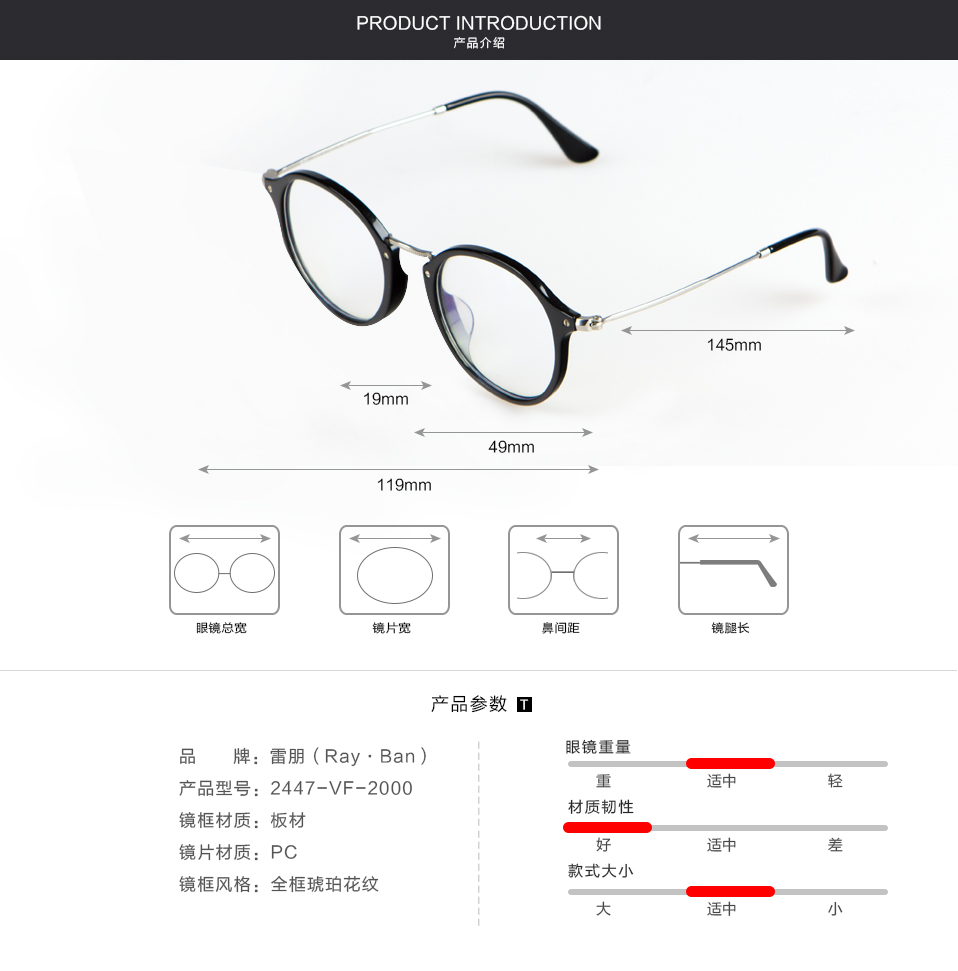 PRODUCT INTRODUCTION
产品介绍
145mm
19mm
49mm
119mm
眼镜总宽
镜片宽
鼻间距
镜腿长
产品参数 T
品 牌：雷朋（Ray·Ban）
产品型号：2447-VF-2000
镜框材质：板材
镜片材质：PC
镜框风格：全框琥珀花纹
眼镜重量
重 适中 轻
材质韧性
好 适中 差
款式大小
大 适中 小